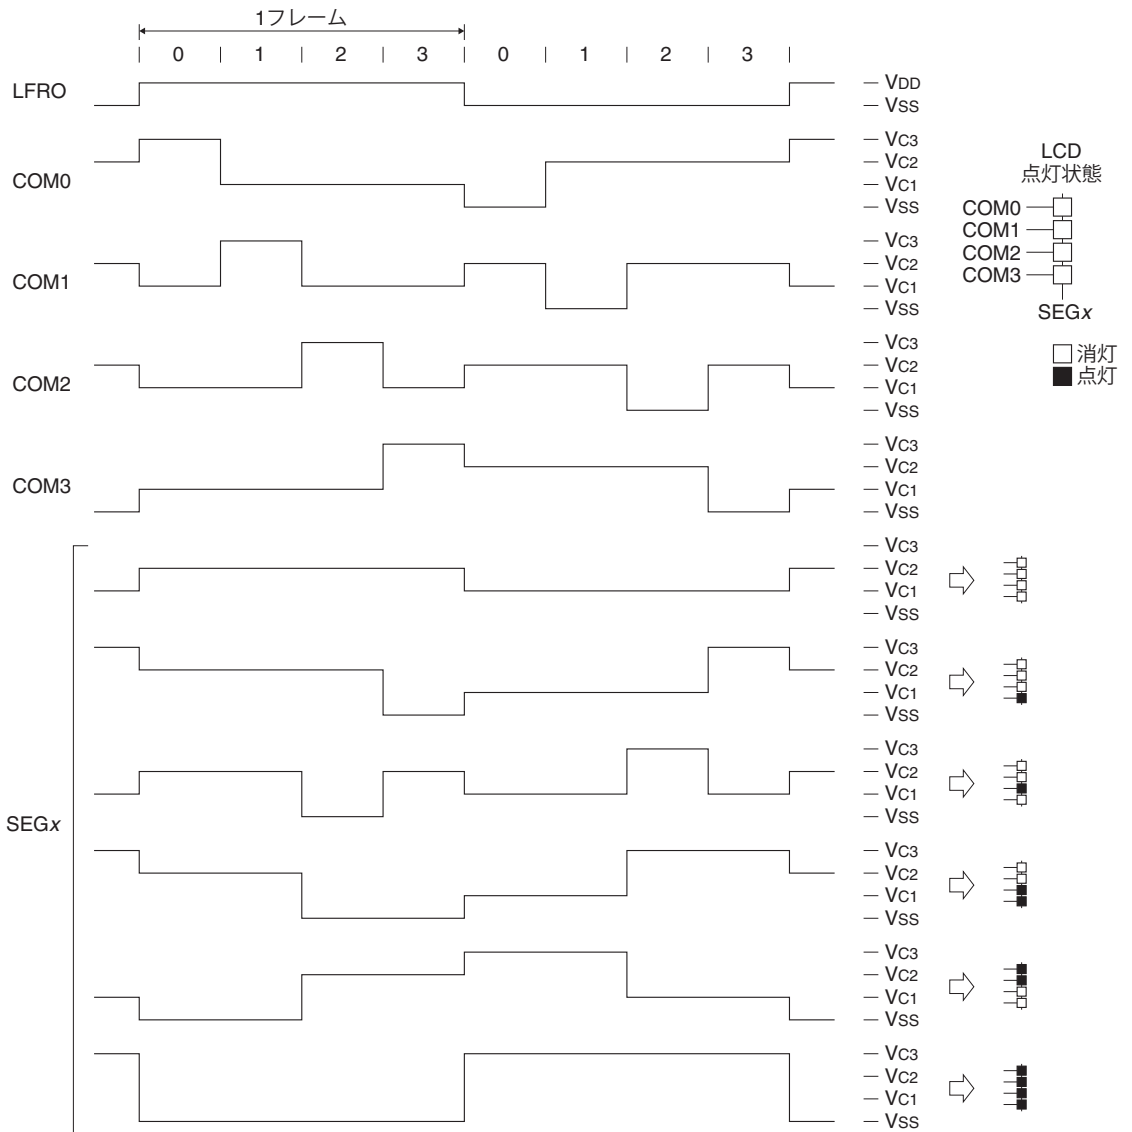 1フレーム
| 0 | 1 | 2 | 3 | 0 | 1 | 2 | 3 |
LFRO
VDD
VSS
COM0
VC3
VC2
VC1
VSS
LCD
点灯状態
COM0
COM1
COM2
COM3
SEGx
消灯
点灯
COM1
VC3
VC2
VC1
VSS
COM2
VC3
VC2
VC1
VSS
COM3
VC3
VC2
VC1
VSS
SEGx
VC3
VC2
VC1
VSS
VC3
VC2
VC1
VSS
VC3
VC2
VC1
VSS
VC3
VC2
VC1
VSS
VC3
VC2
VC1
VSS
VC3
VC2
VC1
VSS